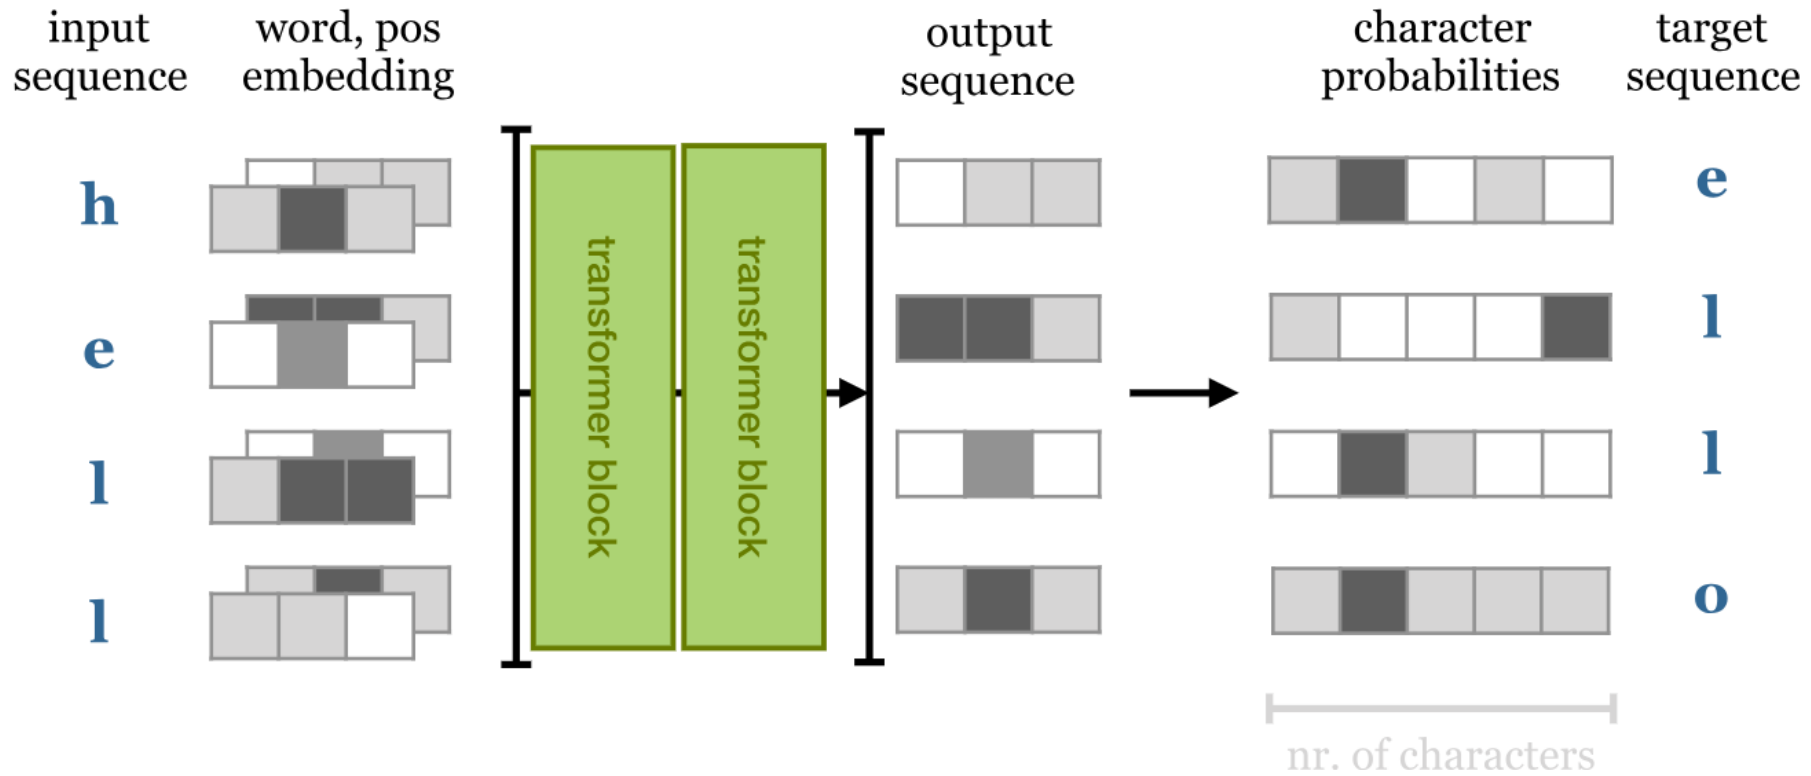 input
sequence
word, pos
embedding
output
sequence
character
probabilities
target
sequence
h
e
l
l
transformer block
transformer block
e
l
l
o
nr. of characters